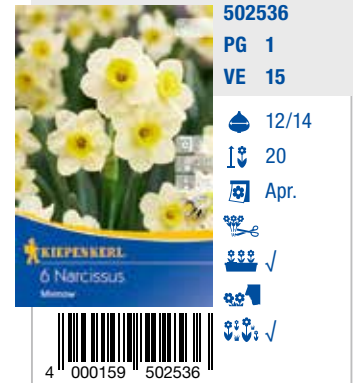 502536
PG 1
VE 15
12/14
20
Apr.
√
√
KIEPENKERL
6 Narcissus
Minnow
4 000159 502536